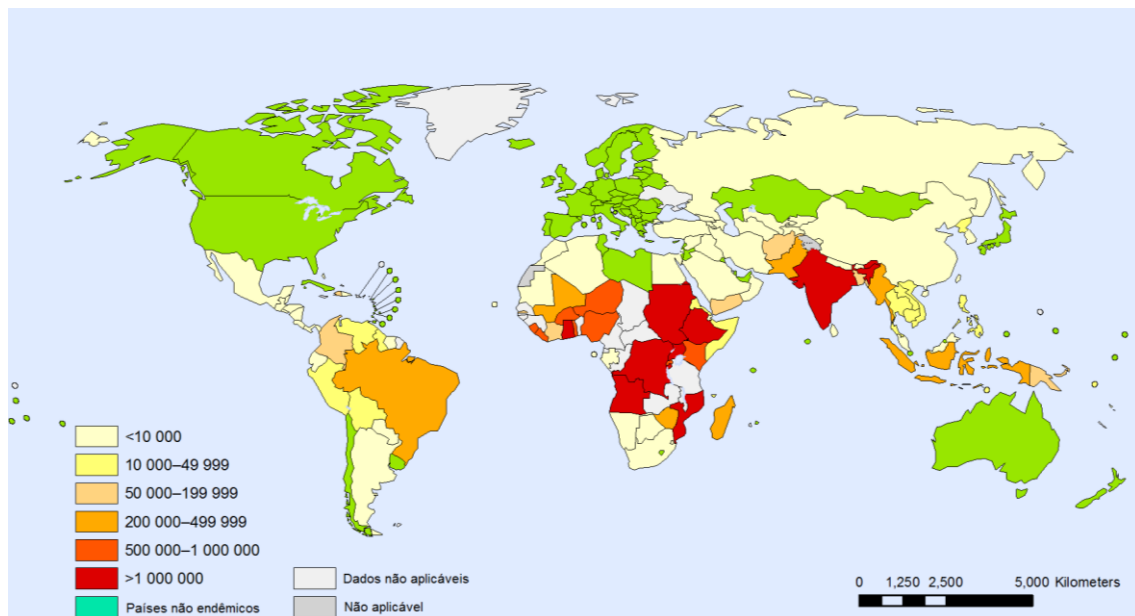 <10 000
10 000–49 999
50 000–199 999
200 000–499 999
500 000–1 000 000
>1 000 000
Países não endêmicos
Dados não aplicáveis
Não aplicável
0 1,250 2,500 5,000 Kilometers